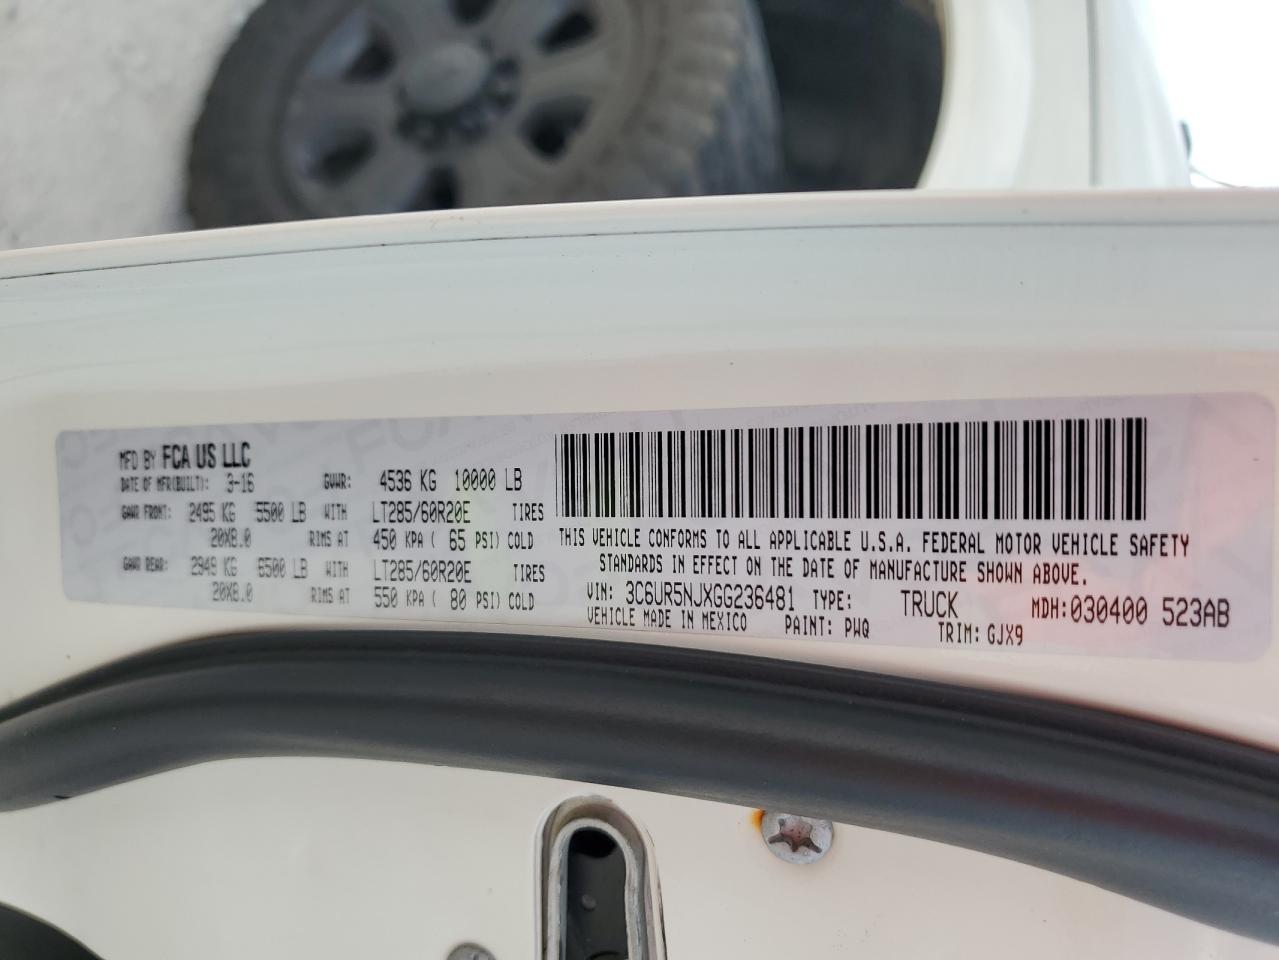 MFD BY FCA US LLC
DATE OF MFR(BUILT): 3-16 GVWR: 4536 KG 10000 LB
GAWR FRONT: 2495 KG 5500 LB WITH LT285/60R20E TIRES
20X8.0 RIMS AT 450 KPA ( 65 PSI) COLD
GAWR REAR: 2949 KG 6500 LB WITH LT285/60R20E TIRES
20X8.0 RIMS AT 550 KPA ( 80 PSI) COLD
THIS VEHICLE CONFORMS TO ALL APPLICABLE U.S.A. FEDERAL MOTOR VEHICLE SAFETY
STANDARDS IN EFFECT ON THE DATE OF MANUFACTURE SHOWN ABOVE.
VIN: 3C6UR5NJXGG236481 TYPE: TRUCK MDH: 030400 523AB
VEHICLE MADE IN MEXICO PAINT: PWQ TRIM: GJX9